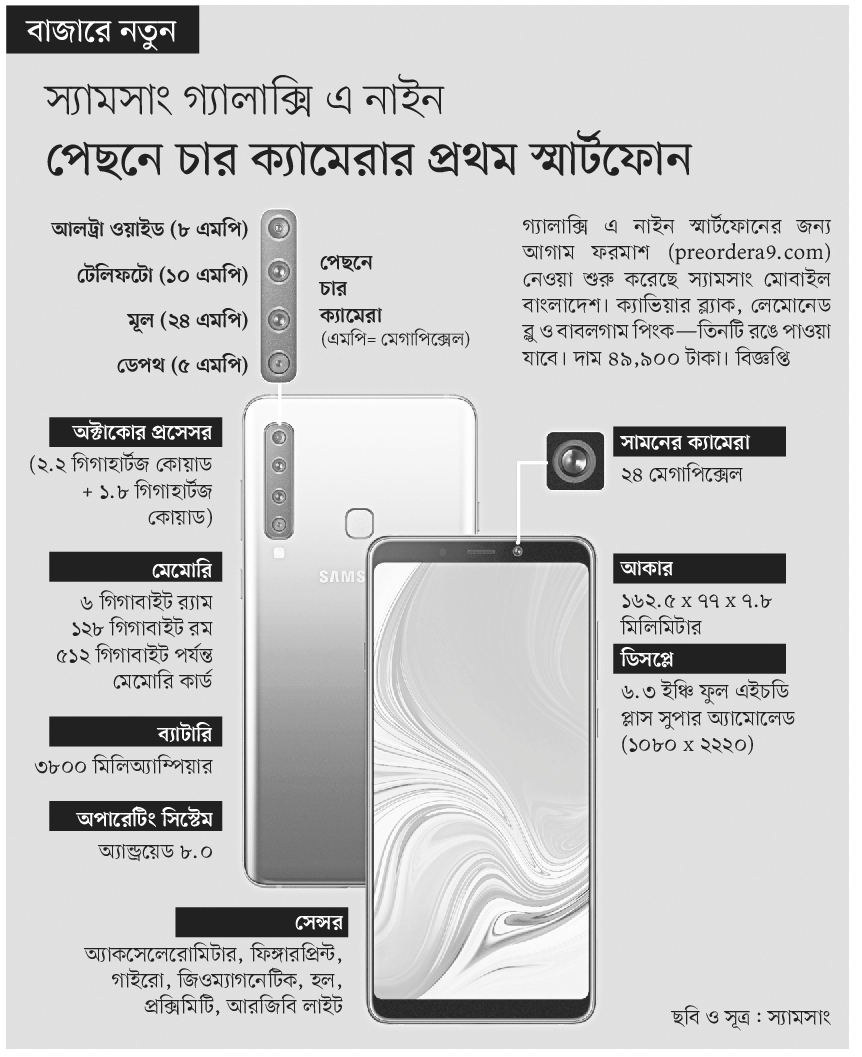 বাজারে নতুন
স্যামসাং গ্যালাক্সি এ নাইন
পেছনে চার ক্যামেরার প্রথম স্মার্টফোন
আলট্রা ওয়াইড (৮ এমপি)
টেলিফটো (১০ এমপি)
মূল (২৪ এমপি)
ডেপথ (৫ এমপি)
পেছনে
চার
ক্যামেরা
(এমপি= মেগাপিক্সেল)
গ্যালাক্সি এ নাইন স্মার্টফোনের জন্য
আগাম ফরমাশ (preordera9.com)
নেওয়া শুরু করেছে স্যামসাং মোবাইল
বাংলাদেশ। ক্যাভিয়ার ব্ল্যাক, লেমোনেড
ব্লু ও বাবলগাম পিংক—তিনটি রঙে পাওয়া
যাবে। দাম ৪৯,৯০০ টাকা। বিজ্ঞপ্তি
অক্টাকোর প্রসেসর
(২.২ গিগাহার্টজ কোয়াড
+ ১.৮ গিগাহার্টজ
কোয়াড)
মেমোরি
৬ গিগাবাইট র‍্যাম
১২৮ গিগাবাইট রম
৫১২ গিগাবাইট পর্যন্ত
মেমোরি কার্ড
ব্যাটারি
৩৮০০ মিলিঅ্যাম্পিয়ার
অপারেটিং সিস্টেম
অ্যান্ড্রয়েড ৮.০
সেন্সর
অ্যাকসেলেরোমিটার, ফিঙ্গারপ্রিন্ট,
গাইরো, জিওম্যাগনেটিক, হল,
প্রক্সিমিটি, আরজিবি লাইট
SAMS
সামনের ক্যামেরা
২৪ মেগাপিক্সেল
আকার
১৬২.৫ x ৭৭ x ৭.৮
মিলিমিটার
ডিসপ্লে
৬.৩ ইঞ্চি ফুল এইচডি
প্লাস সুপার অ্যামোলেড
(১০৮০ x ২২২০)
ছবি ও সূত্র : স্যামসাং